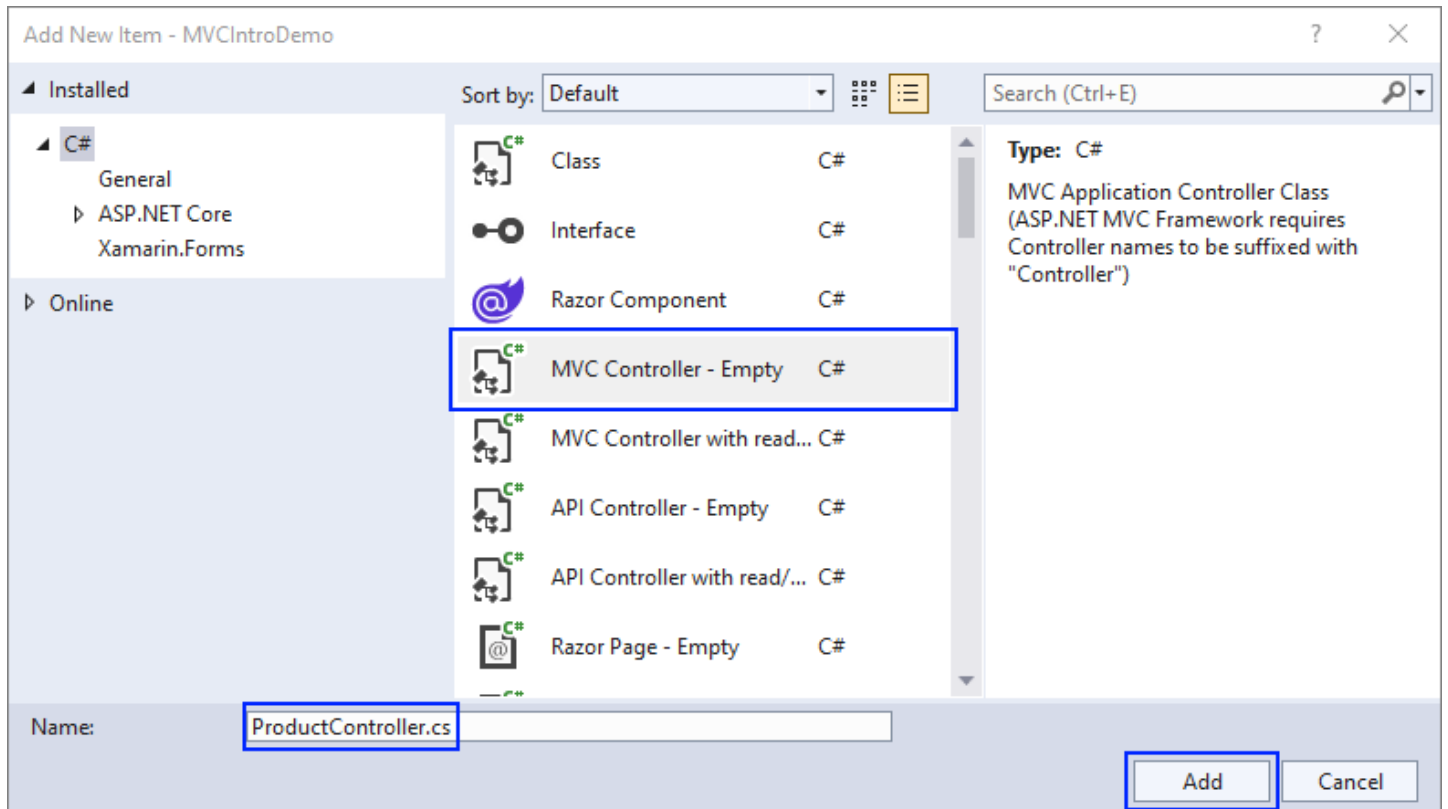 Add New Item - MVCIntroDemo
?
Installed
C#
General
ASP.NET Core
Xamarin.Forms
Online
Sort by: Default
C# Class C#
Interface C#
@ Razor Component C#
C# MVC Controller - Empty C#
C# MVC Controller with read... C#
C# API Controller - Empty C#
C# API Controller with read/... C#
C# @ Razor Page - Empty C#
Search (Ctrl+E)
Type: C#
MVC Application Controller Class
(ASP.NET MVC Framework requires
Controller names to be suffixed with
"Controller")
Name: ProductController.cs
Add Cancel